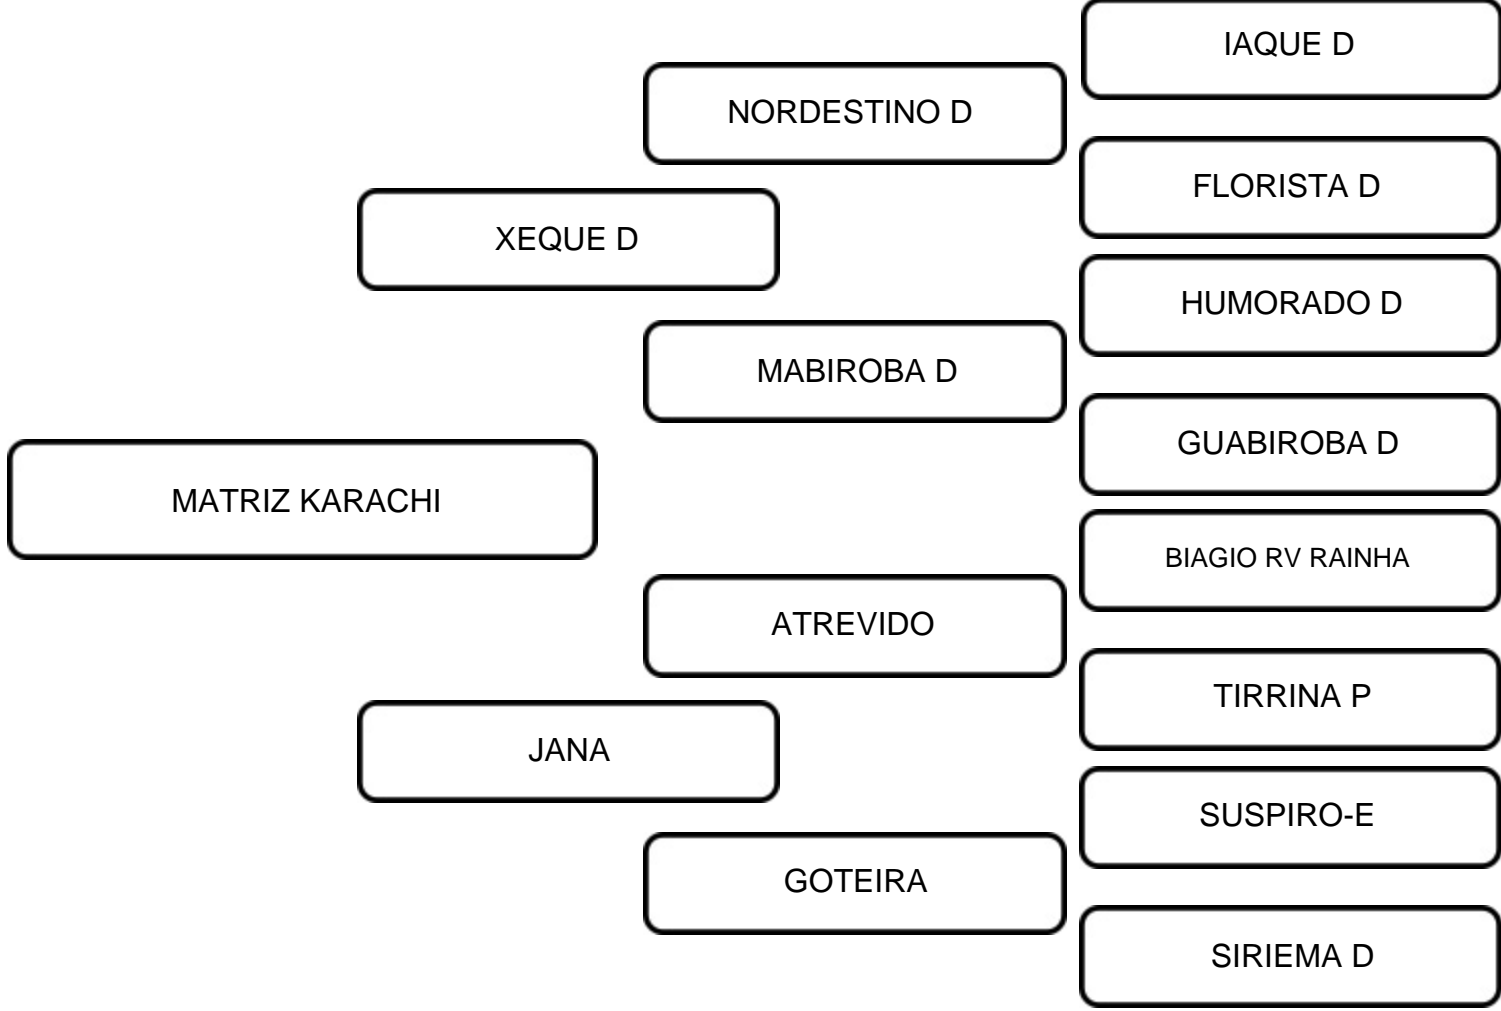 IAQUE D
NORDESTINO D
FLORISTA D
XEQUE D
HUMORADO D
MABIROBA D
GUABIROBA D
MATRIZ KARACHI
BIAGIO RV RAINHA
ATREVIDO
TIRRINA P
JANA
SUSPIRO-E
GOTEIRA
SIRIEMA D